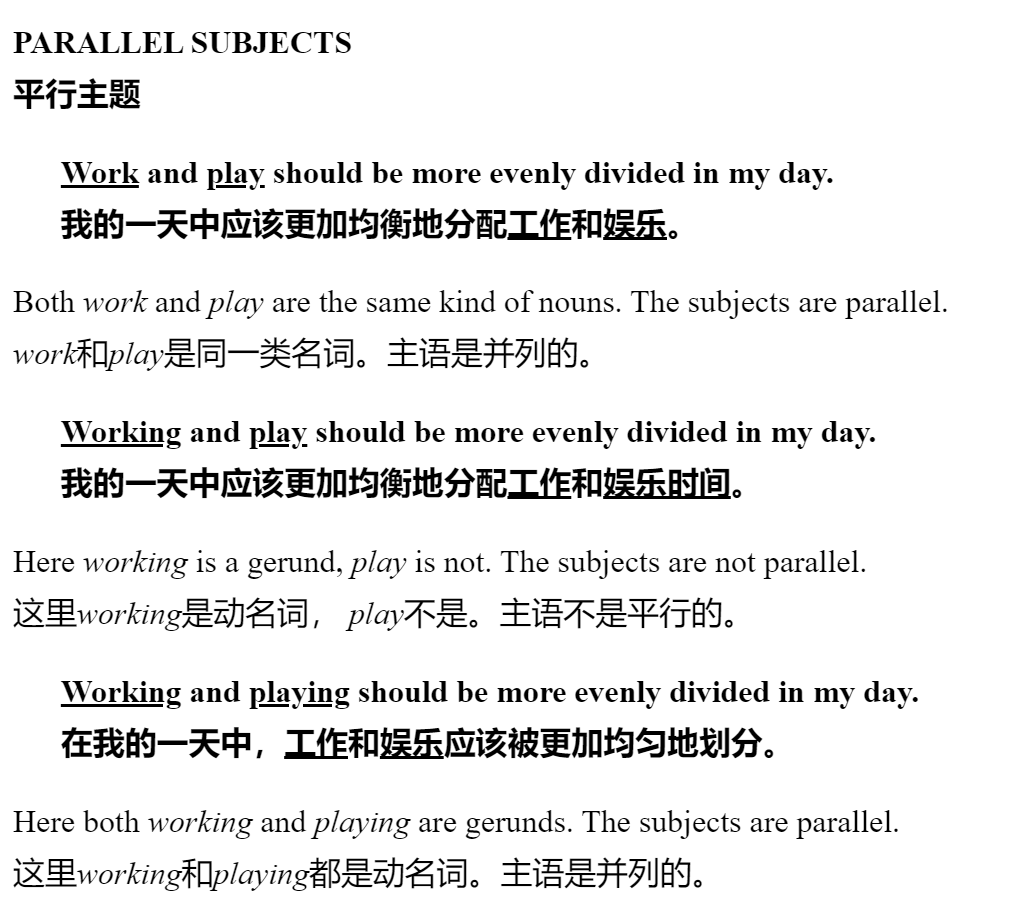 PARALLEL SUBJECTS
平行主题
Work and play should be more evenly divided in my day.
我的一天中应该更加均衡地分配工作和娱乐。
Both work and play are the same kind of nouns. The subjects are parallel.
work和play是同一类名词。主语是并列的。
Working and play should be more evenly divided in my day.
我的一天中应该更加均衡地分配工作和娱乐时间。
Here working is a gerund, play is not. The subjects are not parallel.
这里working是动名词， play不是。主语不是平行的。
Working and playing should be more evenly divided in my day.
在我的一天中，工作和娱乐应该被更加均匀地划分。
Here both working and playing are gerunds. The subjects are parallel.
这里working和playing都是动名词。主语是并列的。